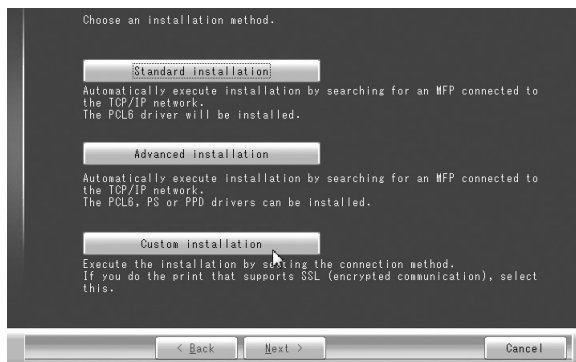 Choose an installation method.
Standard installation
Automatically execute installation by searching for an MFP connected to
the TCP/IP network.
The PCL6 driver will be installed.
Advanced installation
Automatically execute installation by searching for an MFP connected to
the TCP/IP network.
The PCL6, PS or PPD drivers can be installed.
Custom installation
Execute the installation by setting the connection method.
If you do the print that supports SSL (encrypted communication), select
this.
< Back Next > Cancel